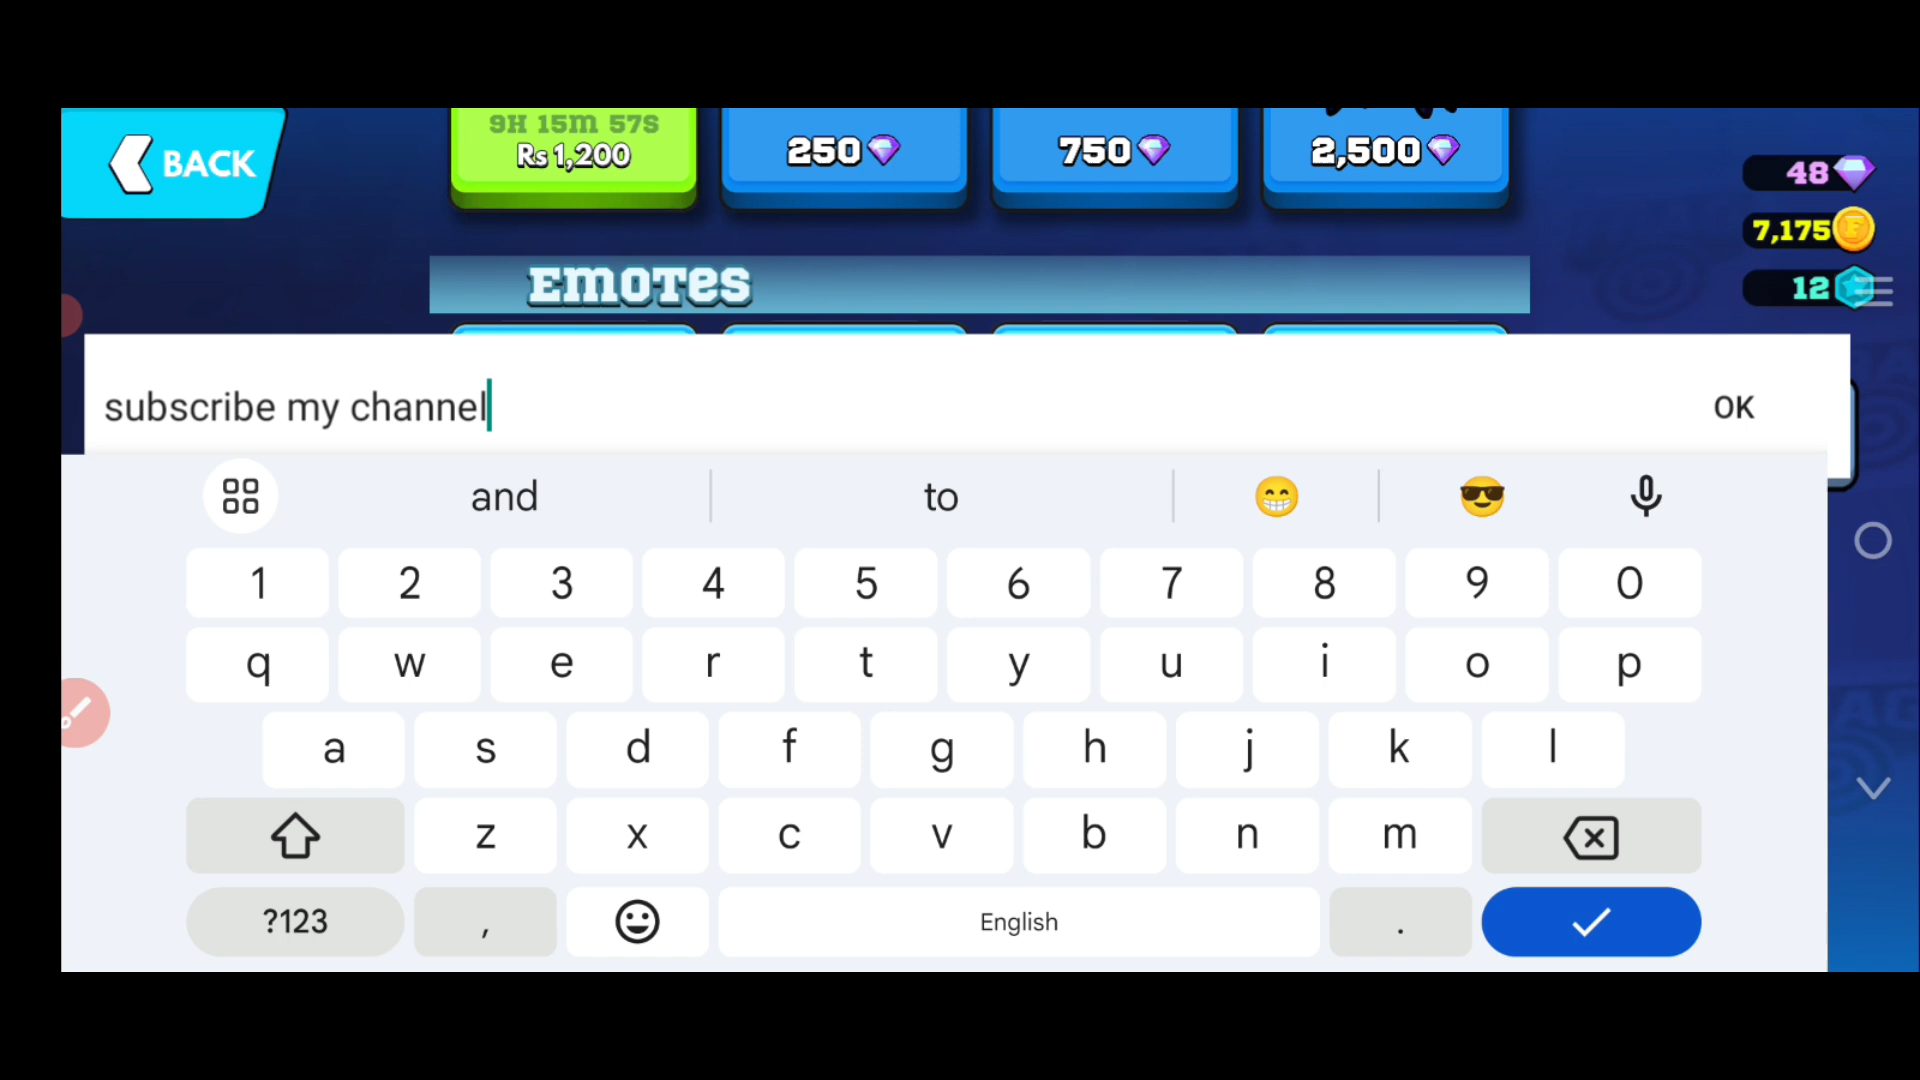 9H 15m 57S
Rs 1,200
250
750
2,500
BACK
48
7,175
12
EmoTes
subscribe my channel
OK
and
to
1 2 3 4 5 6 7 8 9 0
q w e r t y u i o p
a s d f g h j k l
z x c v b n m
?123
,
English
.